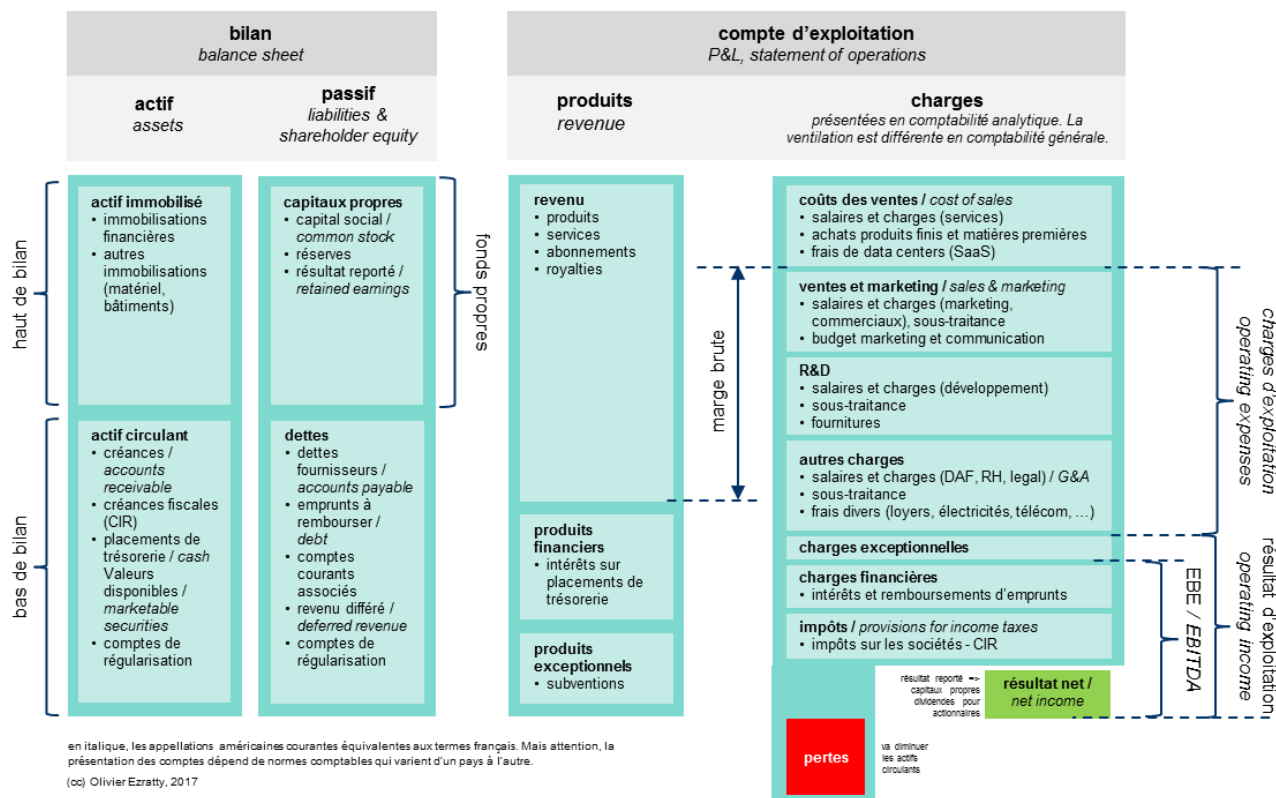 bilan
balance sheet
compte d'exploitation
P&L, statement of operations
actif
assets
passif
liabilities &
shareholder equity
produits
revenue
charges
présentées en comptabilité analytique. La
ventilation est différente en comptabilité générale.
haut de bilan
actif immobilisé
• immobilisations
financières
• autres
immobilisations
(matériel,
bâtiments)
capitaux propres
• capital social /
common stock
• réserves
• résultat reporté /
retained earnings
fonds propres
bas de bilan
actif circulant
• créances /
accounts
receivable
• créances fiscales
(CIR)
• placements de
trésorerie / cash
Valeurs
disponibles /
marketable
securities
• comptes de
régularisation
dettes
• dettes
fournisseurs /
accounts payable
• emprunts à
rembourser /
debt
• comptes
courants
associés
• revenu différé /
deferred revenue
• comptes de
régularisation
revenu
• produits
• services
• abonnements
• royalties
marge brute
produits
financiers
• intérêts sur
placements de
trésorerie
produits
exceptionnels
• subventions
coûts des ventes / cost of sales
• salaires et charges (services)
• achats produits finis et matières premières
• frais de data centers (SaaS)
ventes et marketing / sales & marketing
• salaires et charges (marketing,
commerciaux), sous-traitance
• budget marketing et communication
R&D
• salaires et charges (développement)
• sous-traitance
• fournitures
autres charges
• salaires et charges (DAF, RH, legal) / G&A
• sous-traitance
• frais divers (loyers, électricités, télécom, …)
charges exceptionnelles
charges financières
• intérêts et remboursements d'emprunts
impôts / provisions for income taxes
• impôts sur les sociétés - CIR
charges d'exploitation
operating expenses
EBE / EBITDA
résultat d'exploitation
operating income
résultat reporté =>
capitaux propres
dividendes pour
actionnaires
résultat net /
net income
pertes
va diminuer
les actifs
circulants
en italique, les appellations américaines courantes équivalentes aux termes français. Mais attention, la
présentation des comptes dépend de normes comptables qui varient d'un pays à l'autre.
(cc) Olivier Ezratty, 2017